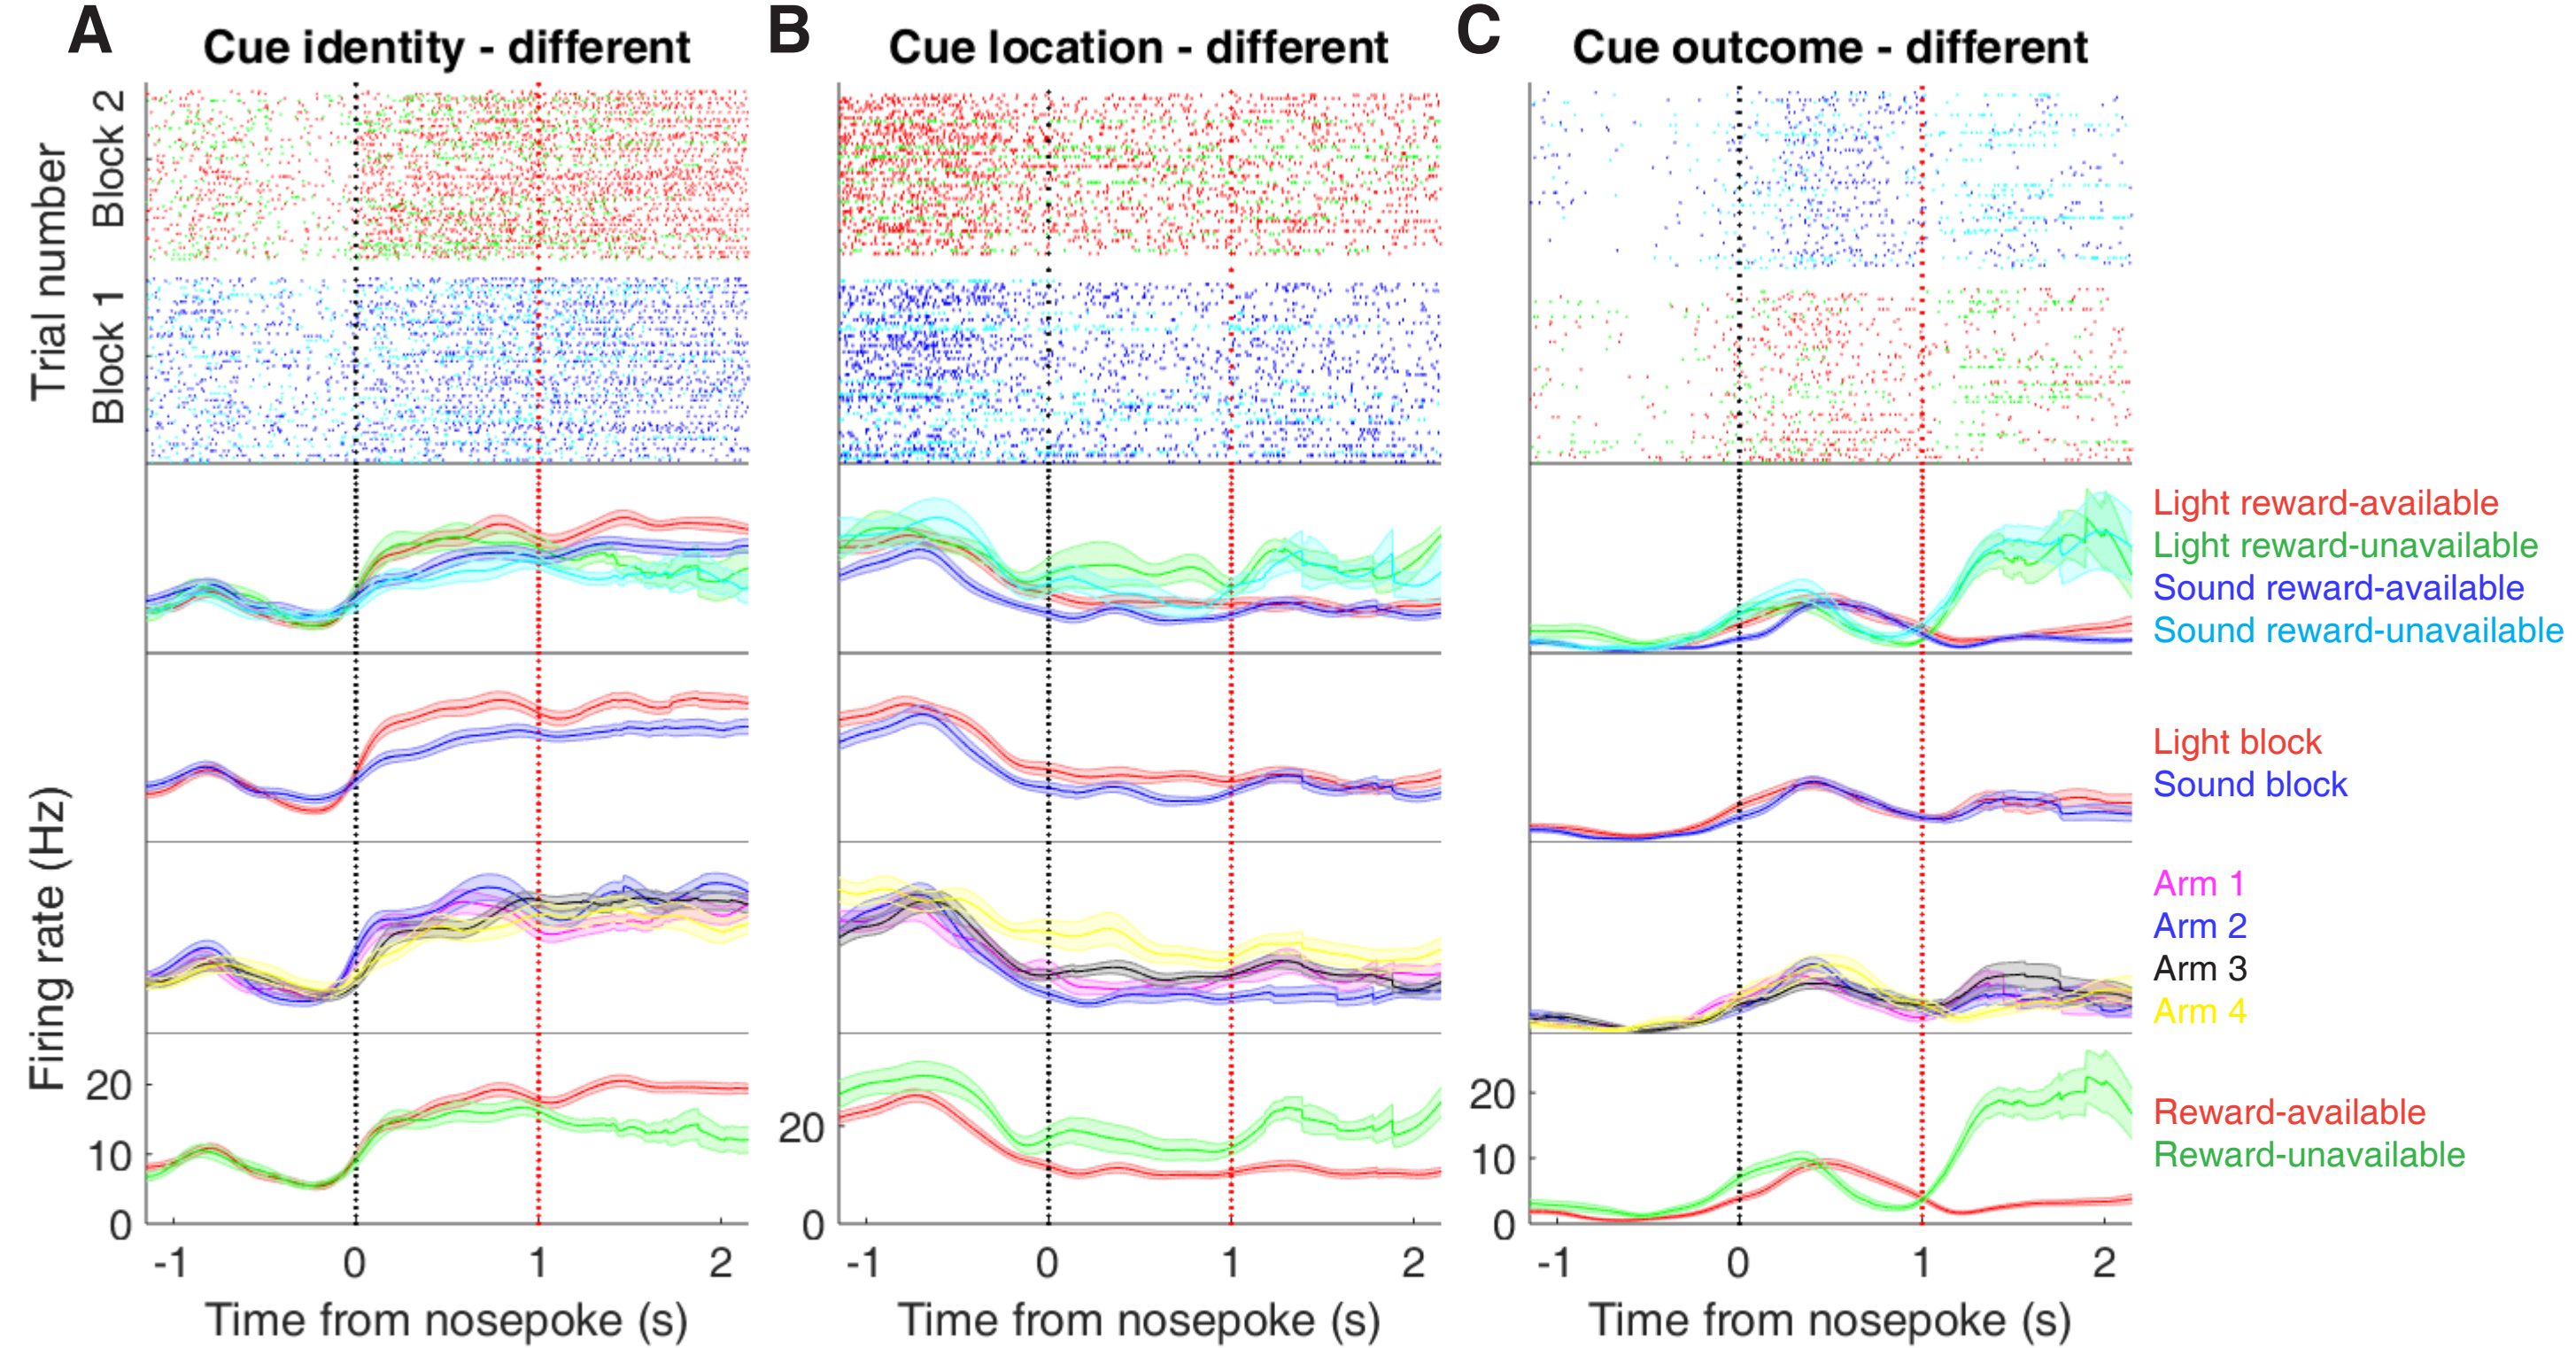 A
Cue identity - different
B
Cue location - different
C
Cue outcome - different
Trial number
Block 2
Block 1
Light reward-available
Light reward-unavailable
Sound reward-available
Sound reward-unavailable
Light block
Sound block
Arm 1
Arm 2
Arm 3
Arm 4
Reward-available
Reward-unavailable
Firing rate (Hz)
20
10
0
20
0
20
10
0
-1 0 1 2
-1 0 1 2
-1 0 1 2
Time from nosepoke (s)
Time from nosepoke (s)
Time from nosepoke (s)